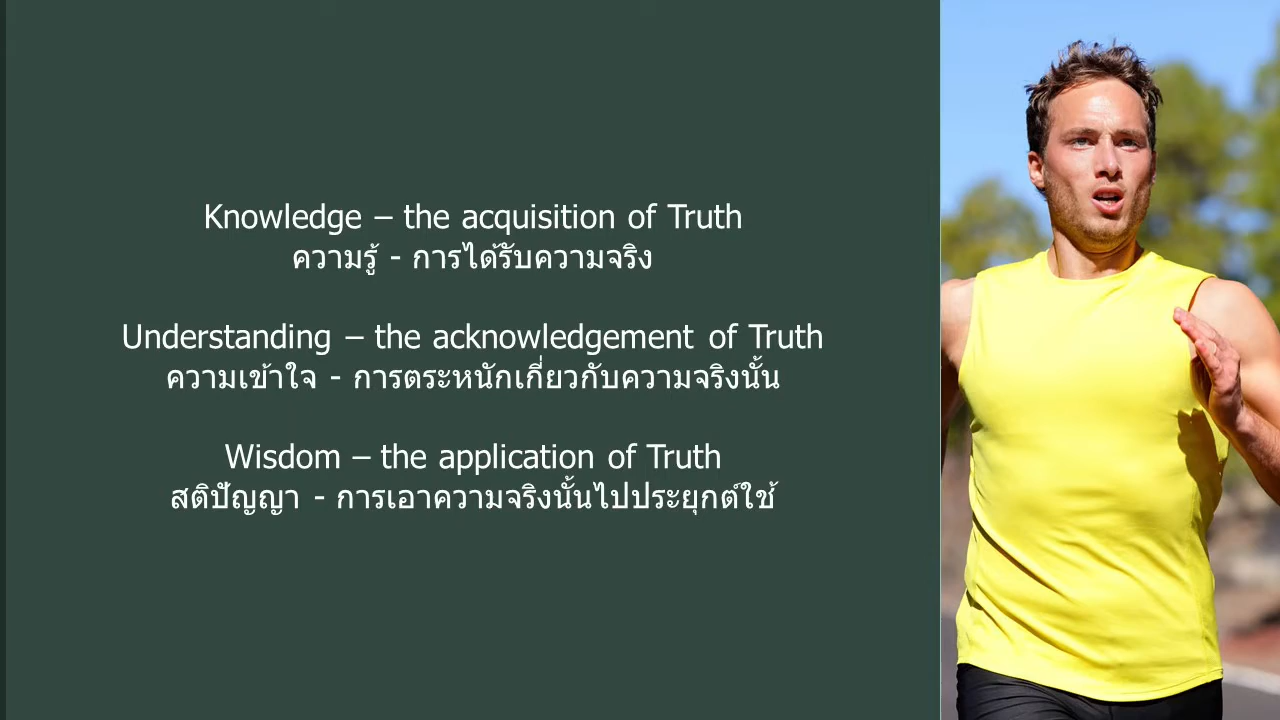 Knowledge – the acquisition of Truth
ความรู้ - การได้รับความจริง
Understanding – the acknowledgement of Truth
ความเข้าใจ - การตระหนักเกี่ยวกับความจริงนั้น
Wisdom – the application of Truth
สติปัญญา - การเอาความจริงนั้นไปประยุกต์ใช้